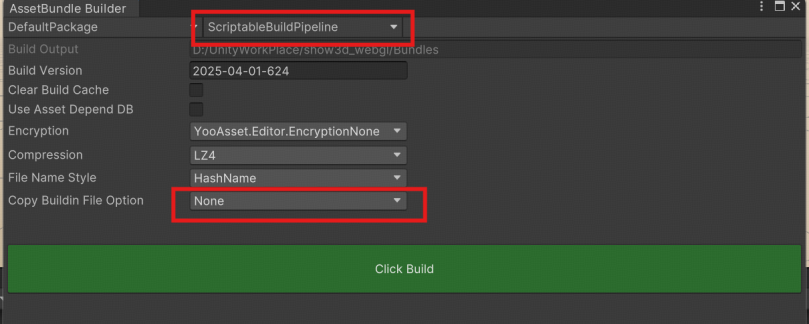 AssetBundle Builder
DefaultPackage ScriptableBuildPipeline
Build Output D:/UnityWorkPlace/show3d_webgl/Bundles
Build Version 2025-04-01-624
Clear Build Cache
Use Asset Depend DB
Encryption YooAsset.Editor.EncryptionNone
Compression LZ4
File Name Style HashName
Copy Buildin File Option None
Click Build